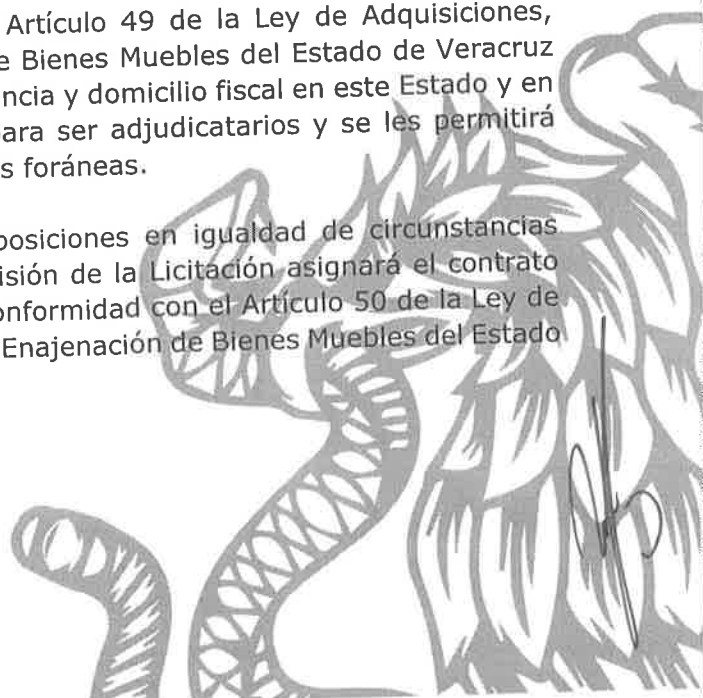 Artículo 49 de la Ley de Adquisiciones,
e Bienes Muebles del Estado de Veracruz
ncia y domicilio fiscal en este Estado y en
ara ser adjudicatarios y se les permitirá
s foráneas.
posiciones en igualdad de circunstancias
isión de la Licitación asignará el contrato
onformidad con el Artículo 50 de la Ley de
Enajenación de Bienes Muebles del Estado